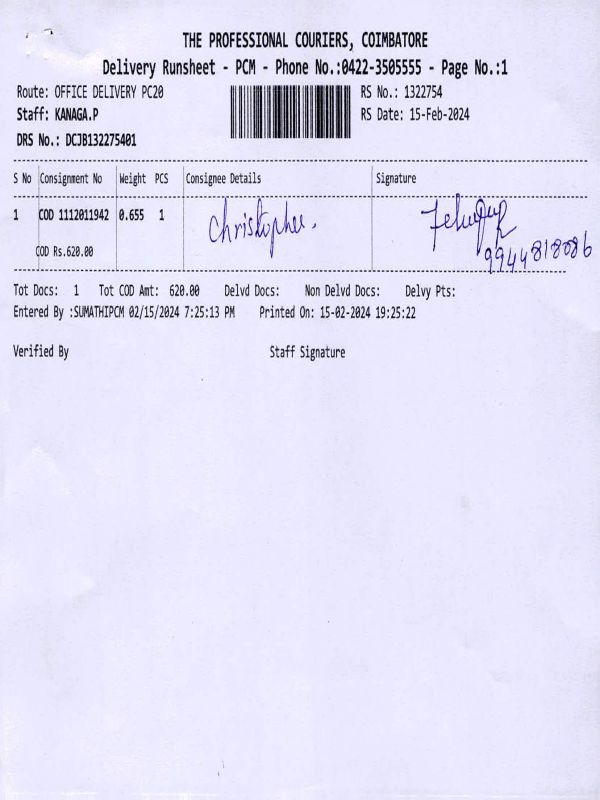 THE PROFESSIONAL COURIERS, COIMBATORE
Delivery Runsheet - PCM - Phone No.:0422-3505555 - Page No.:1
Route: OFFICE DELIVERY PC20
RS No.: 1322754
Staff: KANAGA.P
RS Date: 15-Feb-2024
DRS No.: DCJB132275401
S No Consignment No Weight PCS Consignee Details Signature
1 COD 1112011942 0.655 1 Christopher.
9944818086
COD Rs.620.00
Tot Docs: 1 Tot COD Amt: 620.00 Delvd Docs: Non Delvd Docs: Delvy Pts:
Entered By :SUMATHIPCM 02/15/2024 7:25:13 PM Printed On: 15-02-2024 19:25:22
Verified By Staff Signature